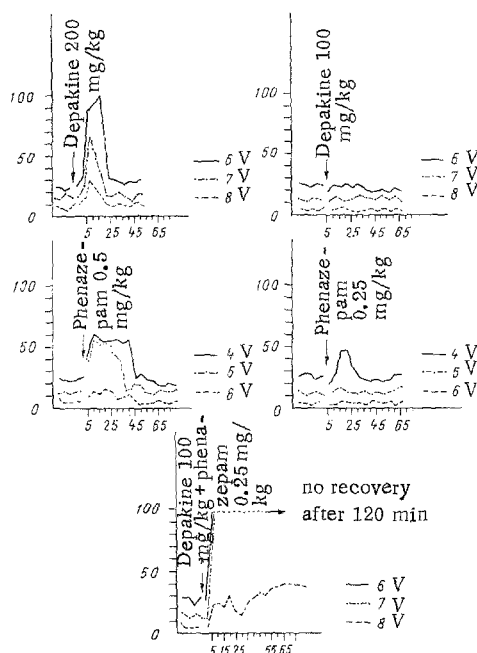 Depakine 200
mg/kg
100
50
0
5 25 45
6 V
7 V
8 V
Depakine 100
mg/kg
100
50
0
5 25 45 65
6 V
7 V
8 V
Phenaze-
pam 0.5
mg/kg
100
50
0
5 25 45 65
4 V
5 V
6 V
Phenaze-
pam
0.25
mg/kg
100
50
0
5 25 45 65
4 V
5 V
6 V
Depakine 100
mg/kg + phena-
zepam
0.25 mg/
kg
100
50
0
5 15 25 55 65
no recovery
after 120 min
6 V
7 V
8 V